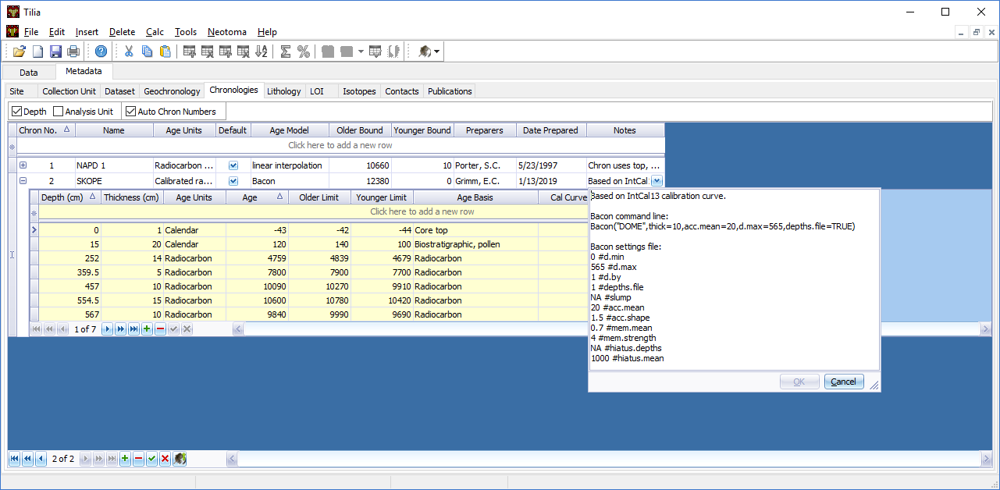 Tilia
File Edit Insert Delete Calc Tools Neotoma Help
Data Metadata
Site Collection Unit Dataset Geochronology Chronologies Lithology LOI Isotopes Contacts Publications
Depth Analysis Unit Auto Chron Numbers
Chron No. Name Age Units Default Age Model Older Bound Younger Bound Preparers Date Prepared Notes
Click here to add a new row
1 NAPD 1 Radiocarbon ... linear interpolation 10660 10 Porter, S.C. 5/23/1997 Chron uses top, ...
2 SKOPE Calibrated ra... Bacon 12380 0 Grimm, E.C. 1/13/2019 Based on IntCal
Depth (cm) Thickness (cm) Age Units Age Older Limit Younger Limit Age Basis Cal Curve
Click here to add a new row
0 1 Calendar -43 -42 -44 Core top
15 20 Calendar 120 140 100 Biostratigraphic, pollen
252 14 Radiocarbon 4759 4839 4679 Radiocarbon
359.5 5 Radiocarbon 7800 7900 7700 Radiocarbon
457 10 Radiocarbon 10090 10270 9910 Radiocarbon
554.5 15 Radiocarbon 10600 10780 10420 Radiocarbon
567 10 Radiocarbon 9840 9990 9690 Radiocarbon
1 of 7
Based on IntCal13 calibration curve.
Bacon command line:
Bacon("DOME",thick=10,acc.mean=20,d.max=565,depths.file=TRUE)
Bacon settings file:
0 #d.min
565 #d.max
1 #d.by
1 #depths.file
NA #slump
20 #acc.mean
1.5 #acc.shape
0.7 #mem.mean
4 #mem.strength
NA #hiatus.depths
1000 #hiatus.mean
OK Cancel
2 of 2